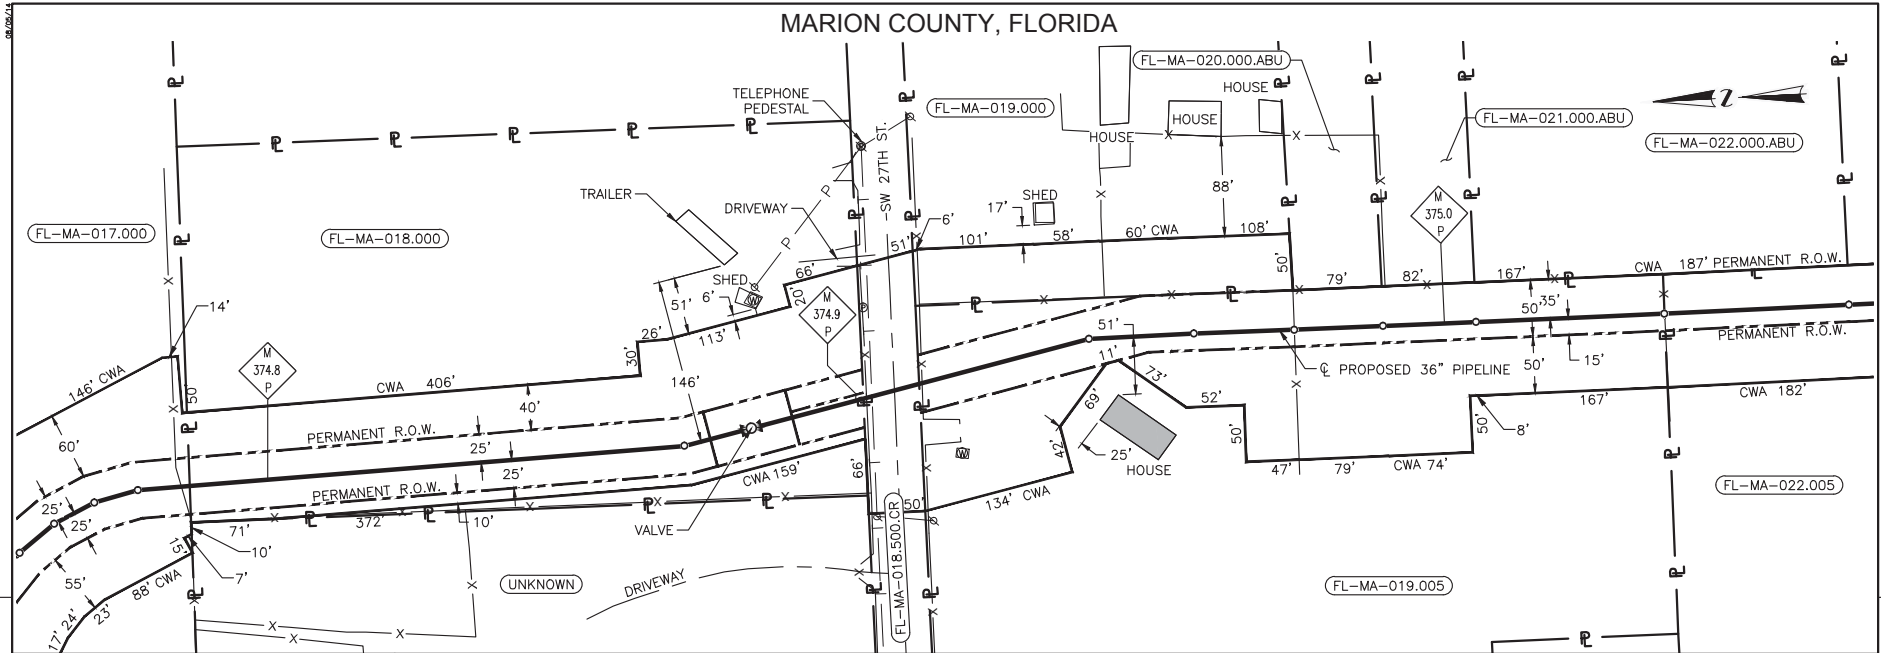 06/05/14
MARION COUNTY, FLORIDA
FL-MA-017.000
FL-MA-018.000
TELEPHONE
PEDESTAL
TRAILER
DRIVEWAY
SHED
SW 27TH ST.
FL-MA-019.000
FL-MA-020.000.ABU
HOUSE
HOUSE
HOUSE
FL-MA-021.000.ABU
FL-MA-022.000.ABU
N
SHED
17'
88'
6'
51'
101'
58'
60' CWA
108'
50'
79'
82'
167'
CWA
187' PERMANENT R.O.W.
M
375.0
P
M
374.9
P
M
374.8
P
66'
20'
6'
51'
113'
26'
30'
146'
14'
146' CWA
50'
CWA 406'
40'
60'
PERMANENT R.O.W.
25'
25'
PERMANENT R.O.W.
25'
25'
10'
71'
372'
10'
7'
15'
55'
88' CWA
23'
24'
17'
CWA 159'
VALVE
66'
50'
FL-MA-018.500.CR
UNKNOWN
DRIVEWAY
51'
11'
73'
69'
42'
25'
HOUSE
134' CWA
52'
50'
47'
79'
CWA 74'
50'
8'
167'
CWA 182'
50'
35'
15'
50'
PERMANENT R.O.W.
℄ PROPOSED 36" PIPELINE
FL-MA-022.005
FL-MA-019.005